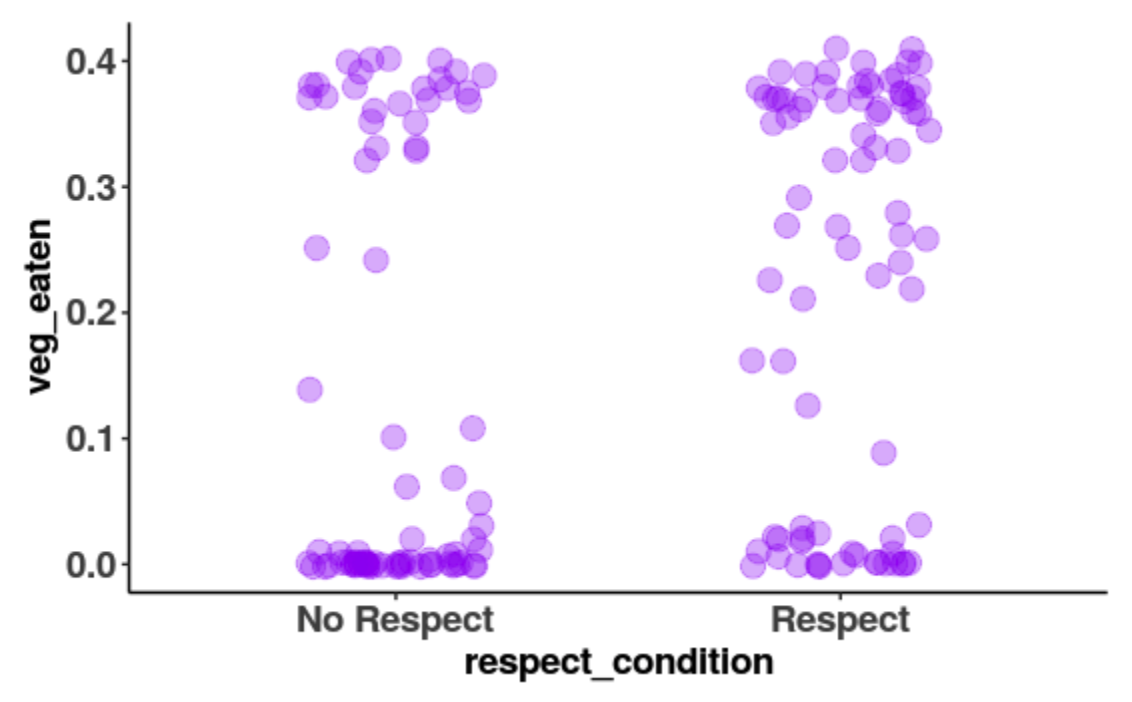 0.4
0.3
0.2
0.1
0.0
veg_eaten
No Respect Respect
respect_condition